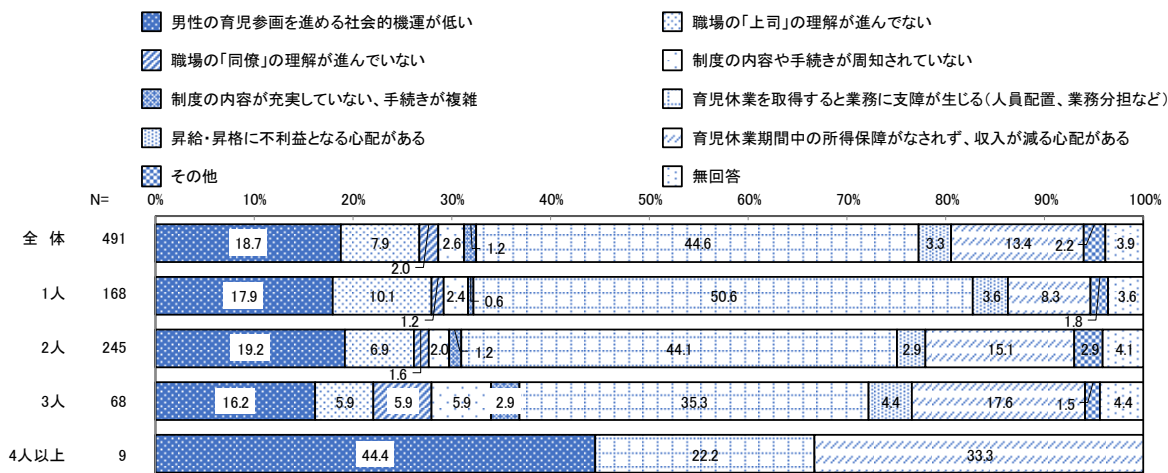 男性の育児参画を進める社会的機運が低い
職場の「上司」の理解が進んでない
職場の「同僚」の理解が進んでいない
制度の内容や手続きが周知されていない
制度の内容が充実していない、手続きが複雑
育児休業を取得すると業務に支障が生じる(人員配置、業務分担など)
昇給・昇格に不利益となる心配がある
育児休業期間中の所得保障がなされず、収入が減る心配がある
その他
無回答
N= 0% 10% 20% 30% 40% 50% 60% 70% 80% 90% 100%
全 体 491 18.7 7.9 2.0 2.6 1.2 44.6 3.3 13.4 2.2 3.9
1人 168 17.9 10.1 1.2 2.4 0.6 50.6 3.6 8.3 1.8 3.6
2人 245 19.2 6.9 1.6 2.0 1.2 44.1 2.9 15.1 2.9 4.1
3人 68 16.2 5.9 5.9 5.9 2.9 35.3 4.4 17.6 1.5 4.4
4人以上 9 44.4 22.2 33.3